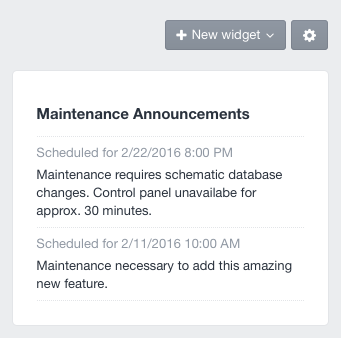 New widget
Maintenance Announcements
Scheduled for 2/22/2016 8:00 PM
Maintenance requires schematic database
changes. Control panel unavailabe for
approx. 30 minutes.
Scheduled for 2/11/2016 10:00 AM
Maintenance necessary to add this amazing
new feature.